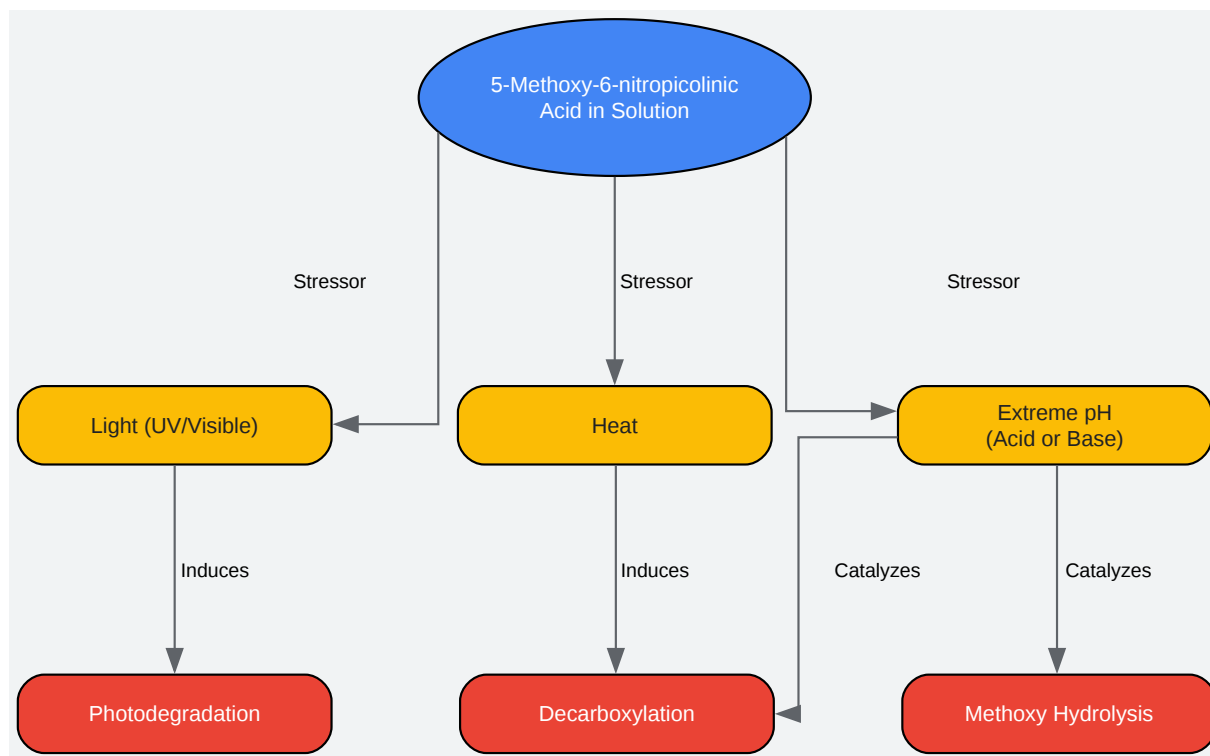 5-Methoxy-6-nitropicolinic
Acid in Solution
Stressor
Stressor
Stressor
Light (UV/Visible)
Heat
Extreme pH
(Acid or Base)
Induces
Induces
Catalyzes
Catalyzes
Photodegradation
Decarboxylation
Methoxy Hydrolysis